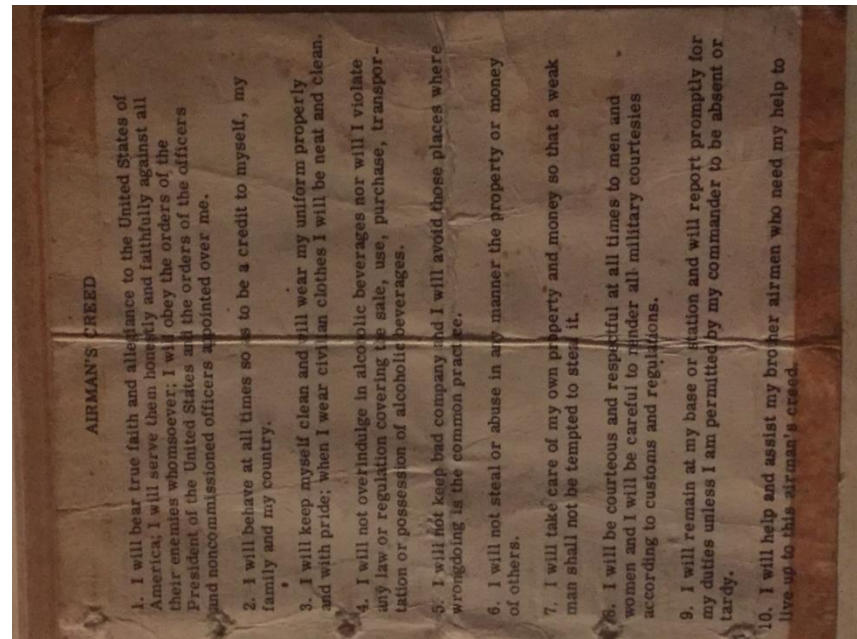 AIRMAN'S CREED
1. I will bear true faith and allegiance to the United States of
America; I will serve them honestly and faithfully against all
their enemies whomsoever; I will obey the orders of the
President of the United States and the orders of the officers
and noncommissioned officers appointed over me.
2. I will behave at all times so as to be a credit to myself, my
family and my country.
3. I will keep myself clean and will wear my uniform properly
and with pride; when I wear civilian clothes I will be neat and clean.
4. I will not overindulge in alcoholic beverages nor will I violate
any law or regulation covering the sale, use, purchase, transpor-
tation or possession of alcoholic beverages.
5. I will not keep bad company and I will avoid those places where
wrongdoing is the common practice.
6. I will not steal or abuse in any manner the property or money
of others.
7. I will take care of my own property and money so that a weak
man shall not be tempted to steal it.
8. I will be courteous and respectful at all times to men and
women and I will be careful to render all military courtesies
according to customs and regulations.
9. I will remain at my base or station and will report promptly for
my duties unless I am permitted by my commander to be absent or
tardy.
10. I will help and assist my brother airmen who need my help to
live up to this airman's creed.